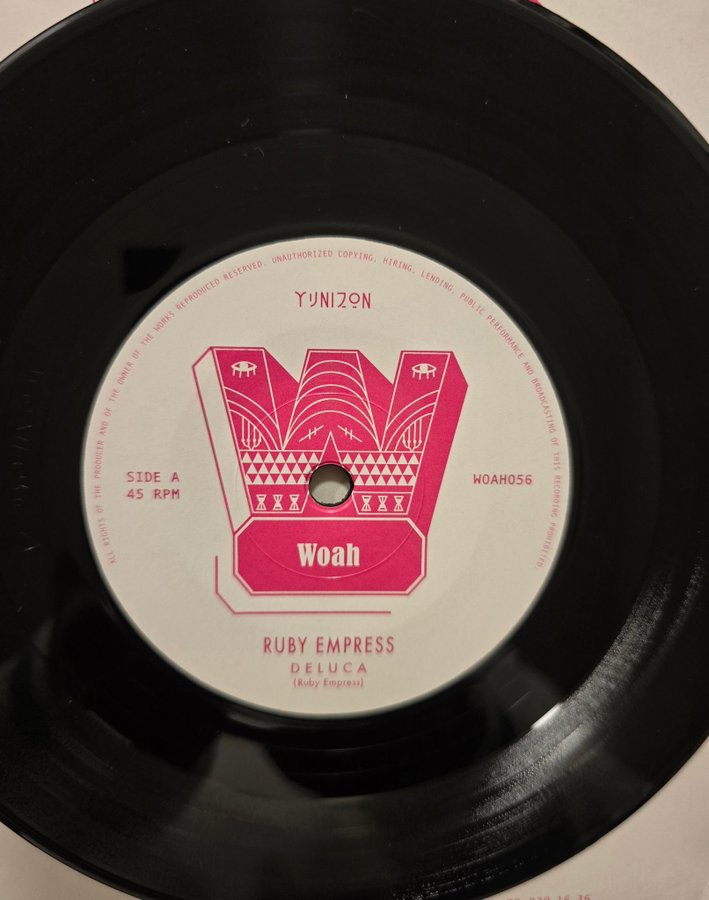 YUNIZON
ALL RIGHTS OF THE PRODUCER AND OF THE OWNER OF THE WORKS REPRODUCED RESERVED. UNAUTHORIZED COPYING, HIRING, LENDING, PUBLIC PERFORMANCE AND BROADCASTING OF THIS RECORDING PROHIBITED.
SIDE A
45 RPM
WOAH056
Woah
RUBY EMPRESS
DELUCA
(Ruby Empress)